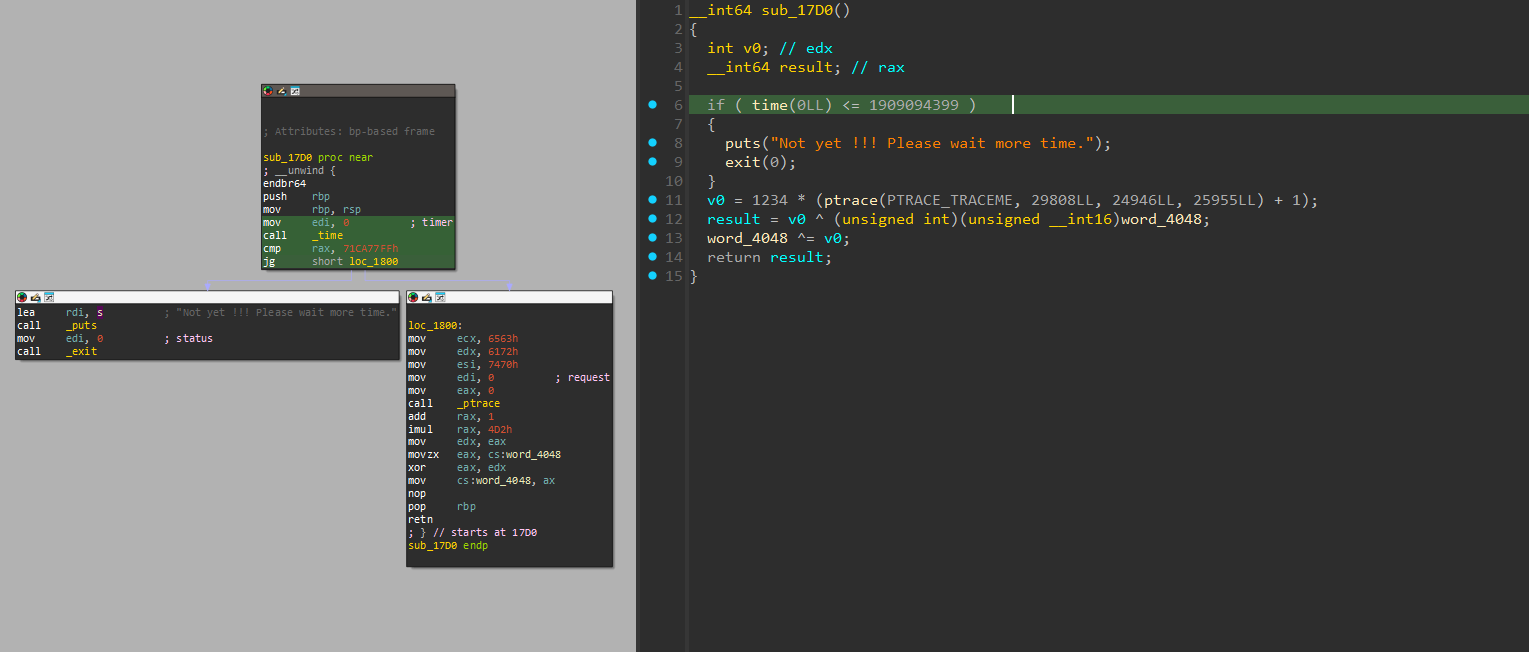 ; Attributes: bp-based frame
sub_17D0 proc near
; __unwind {
endbr64
push rbp
mov rbp, rsp
mov edi, 0 ; timer
call _time
cmp rax, 71CA77FFh
jg short loc_1800
lea rdi, s ; "Not yet !!! Please wait more time."
call _puts
mov edi, 0 ; status
call _exit
loc_1800:
mov ecx, 6563h
mov edx, 6172h
mov esi, 7470h
mov edi, 0 ; request
mov eax, 0
call _ptrace
add rax, 1
imul rax, 4D2h
mov edx, eax
movzx eax, cs:word_4048
xor eax, edx
mov cs:word_4048, ax
nop
pop rbp
retn
; } // starts at 17D0
sub_17D0 endp
1 __int64 sub_17D0()
2 {
3 int v0; // edx
4 __int64 result; // rax
5
6 if ( time(0LL) <= 1909094399 )
7 {
8 puts("Not yet !!! Please wait more time.");
9 exit(0);
10 }
11 v0 = 1234 * (ptrace(PTRACE_TRACEME, 29808LL, 24946LL, 25955LL) + 1);
12 result = v0 ^ (unsigned int)(unsigned __int16)word_4048;
13 word_4048 ^= v0;
14 return result;
15 }